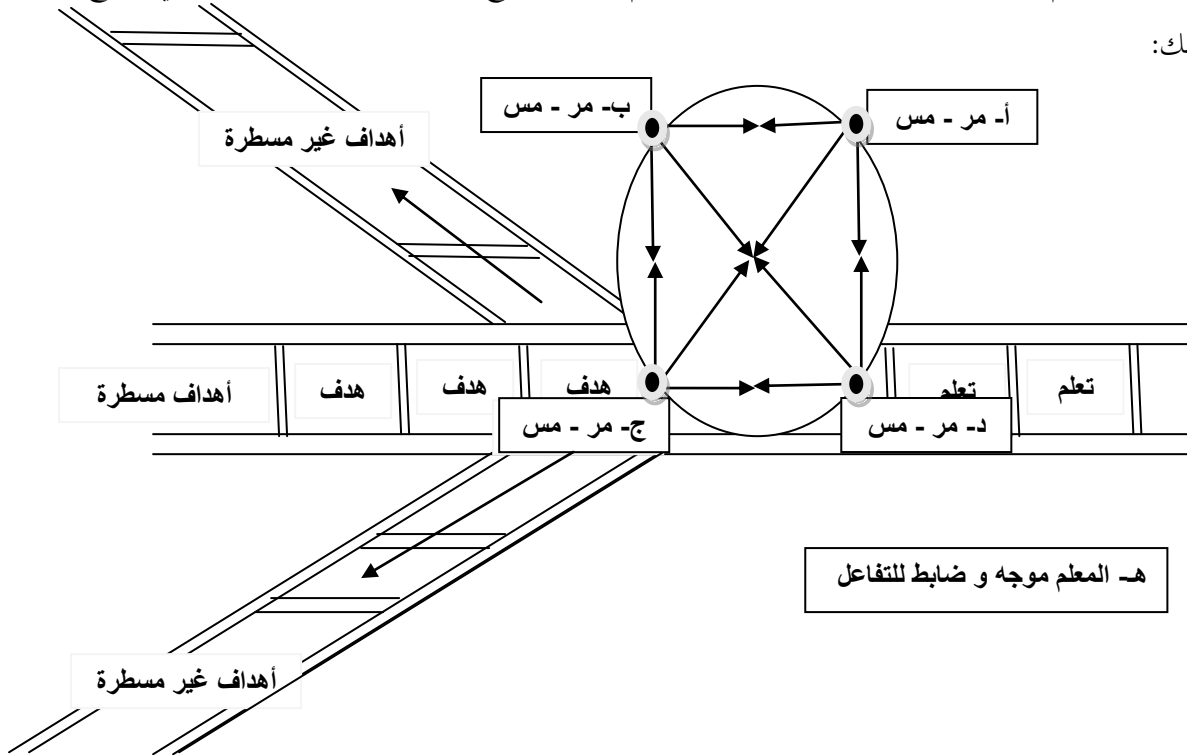 لك:
أ- مر - مس
ب- مر - مس
أهداف غير مسطرة
تعلم
تعلم
هدف
هدف
هدف
أهداف مسطرة
د- مر - مس
ج- مر - مس
هـ- المعلم موجه و ضابط للتفاعل
أهداف غير مسطرة